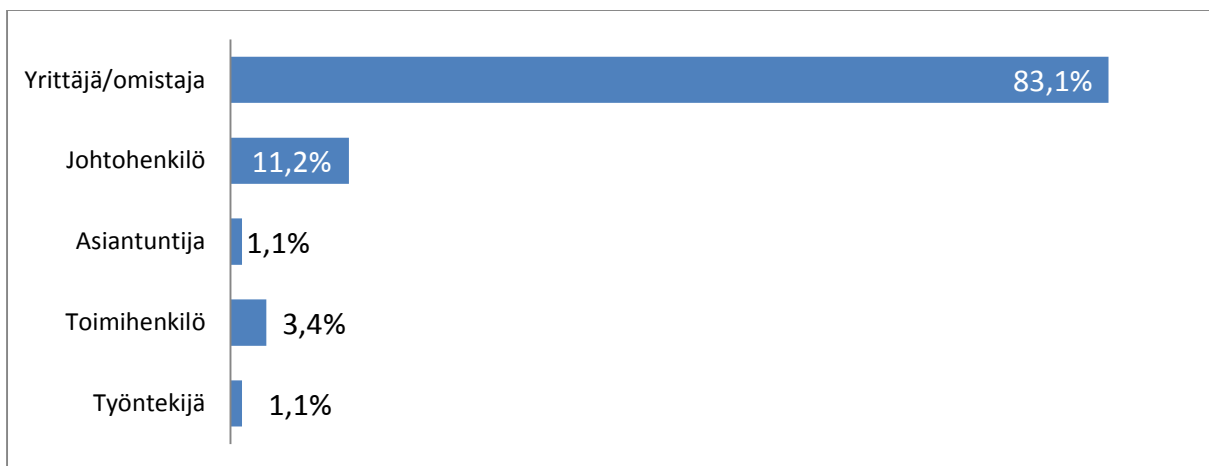 Yrittäjä/omistaja 83,1%
Johtohenkilö 11,2%
Asiantuntija 1,1%
Toimihenkilö 3,4%
Työntekijä 1,1%